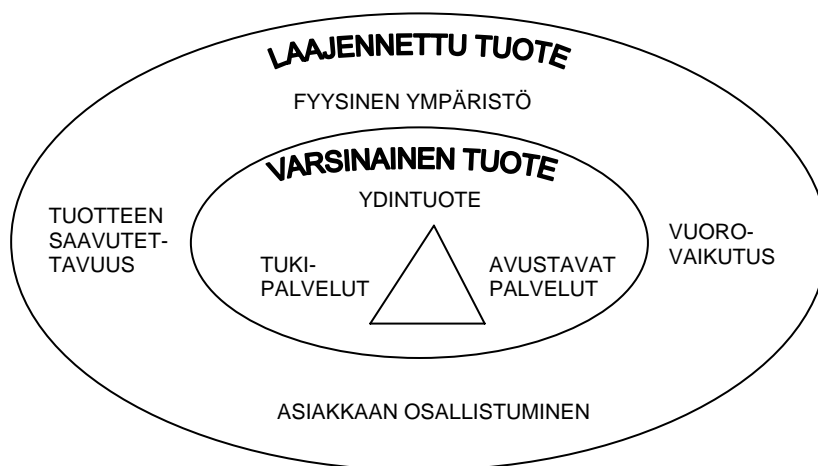 LAAJENNETTU TUOTE
FYYSINEN YMPÄRISTÖ
VARSINAINEN TUOTE
YDINTUOTE
TUOTTEEN
SAAVUTET-
TAVUUS
TUKI-
PALVELUT
AVUSTAVAT
PALVELUT
VUORO-
VAIKUTUS
ASIAKKAAN OSALLISTUMINEN